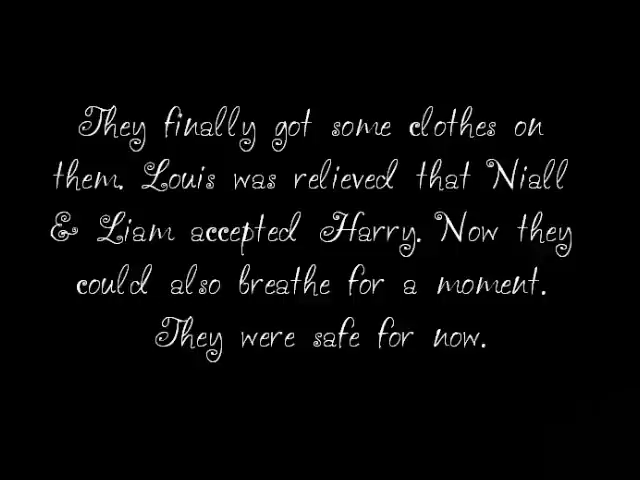 They finally got some clothes on
them. Louis was relieved that Niall
& Liam accepted Harry. Now they
could also breathe for a moment.
They were safe for now.